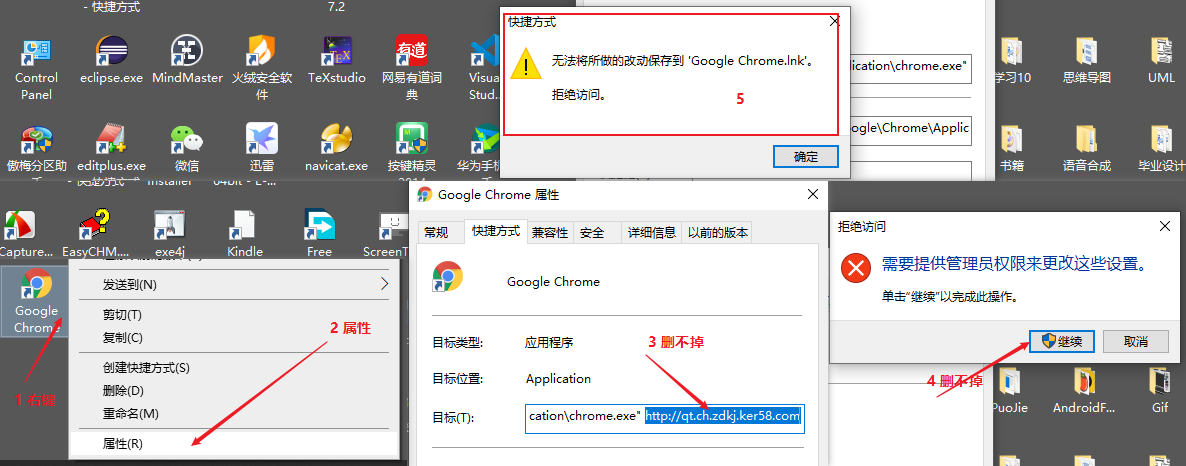 - 快捷方式
7.2
Control Panel
eclipse.exe
MindMaster
火绒安全软件
TeXstudio
网易有道词典
Visual Stud...
傲梅分区助
editplus.exe
微信
迅雷
navicat.exe
按键精灵
华为手机
快捷方式
无法将所做的改动保存到 'Google Chrome.lnk'。
拒绝访问。
5
确定
lication\chrome.exe"
oogle\Chrome\Applic
学习10
思维导图
UML
书籍
语音合成
毕业设计
Capture...
EasyCHM....
exe4j
Kindle
Free
ScreenT
Google
Chrome
1 右键
发送到(N)
剪切(T)
复制(C)
创建快捷方式(S)
删除(D)
重命名(M)
属性(R)
2 属性
Google Chrome 属性
常规
快捷方式
兼容性
安全
详细信息
以前的版本
Google Chrome
目标类型:
应用程序
3 删不掉
目标位置:
Application
目标(T):
cation\chrome.exe" http://qt.ch.zdkj.ker58.com
拒绝访问
需要提供管理员权限来更改这些设置。
单击"继续"以完成此操作。
继续
取消
4 删不掉
PuoJie
AndroidF...
Gif